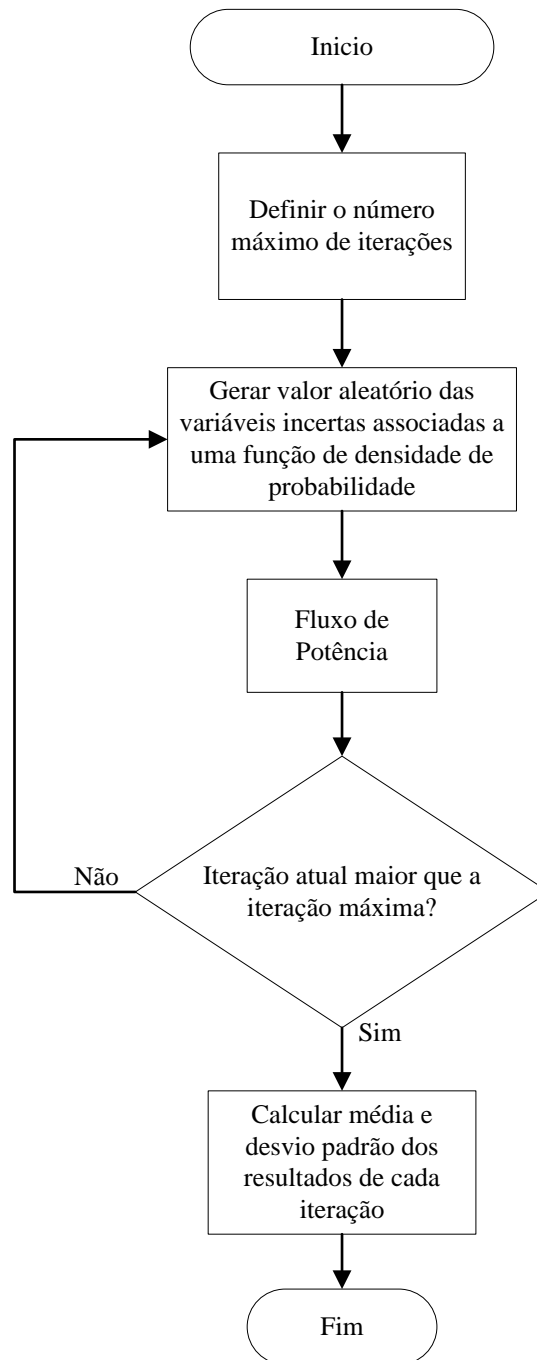 Inicio
Definir o número
máximo de iterações
Gerar valor aleatório das
variáveis incertas associadas a
uma função de densidade de
probabilidade
Fluxo de
Potência
Não
Iteração atual maior que a
iteração máxima?
Sim
Calcular média e
desvio padrão dos
resultados de cada
iteração
Fim